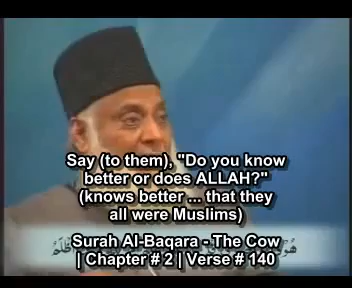 Say (to them), "Do you know
better or does ALLAH?"
(knows better ... that they
all were Muslims)
Surah Al-Baqara - The Cow
| Chapter # 2 | Verse # 140